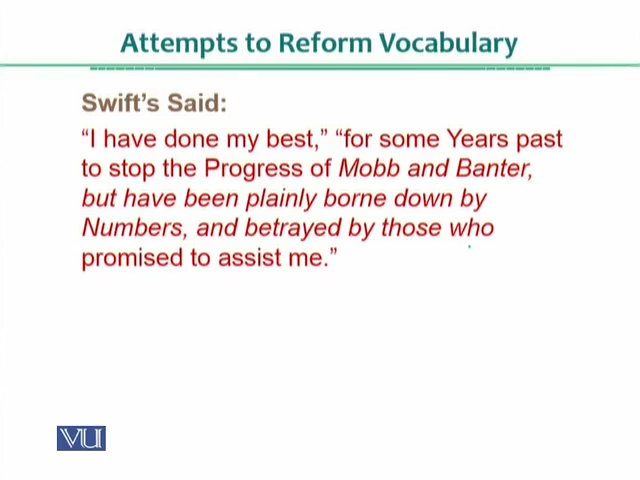 Attempts to Reform Vocabulary
Swift’s Said:
“I have done my best,” “for some Years past
to stop the Progress of Mobb and Banter,
but have been plainly borne down by
Numbers, and betrayed by those who
promised to assist me.”
VU